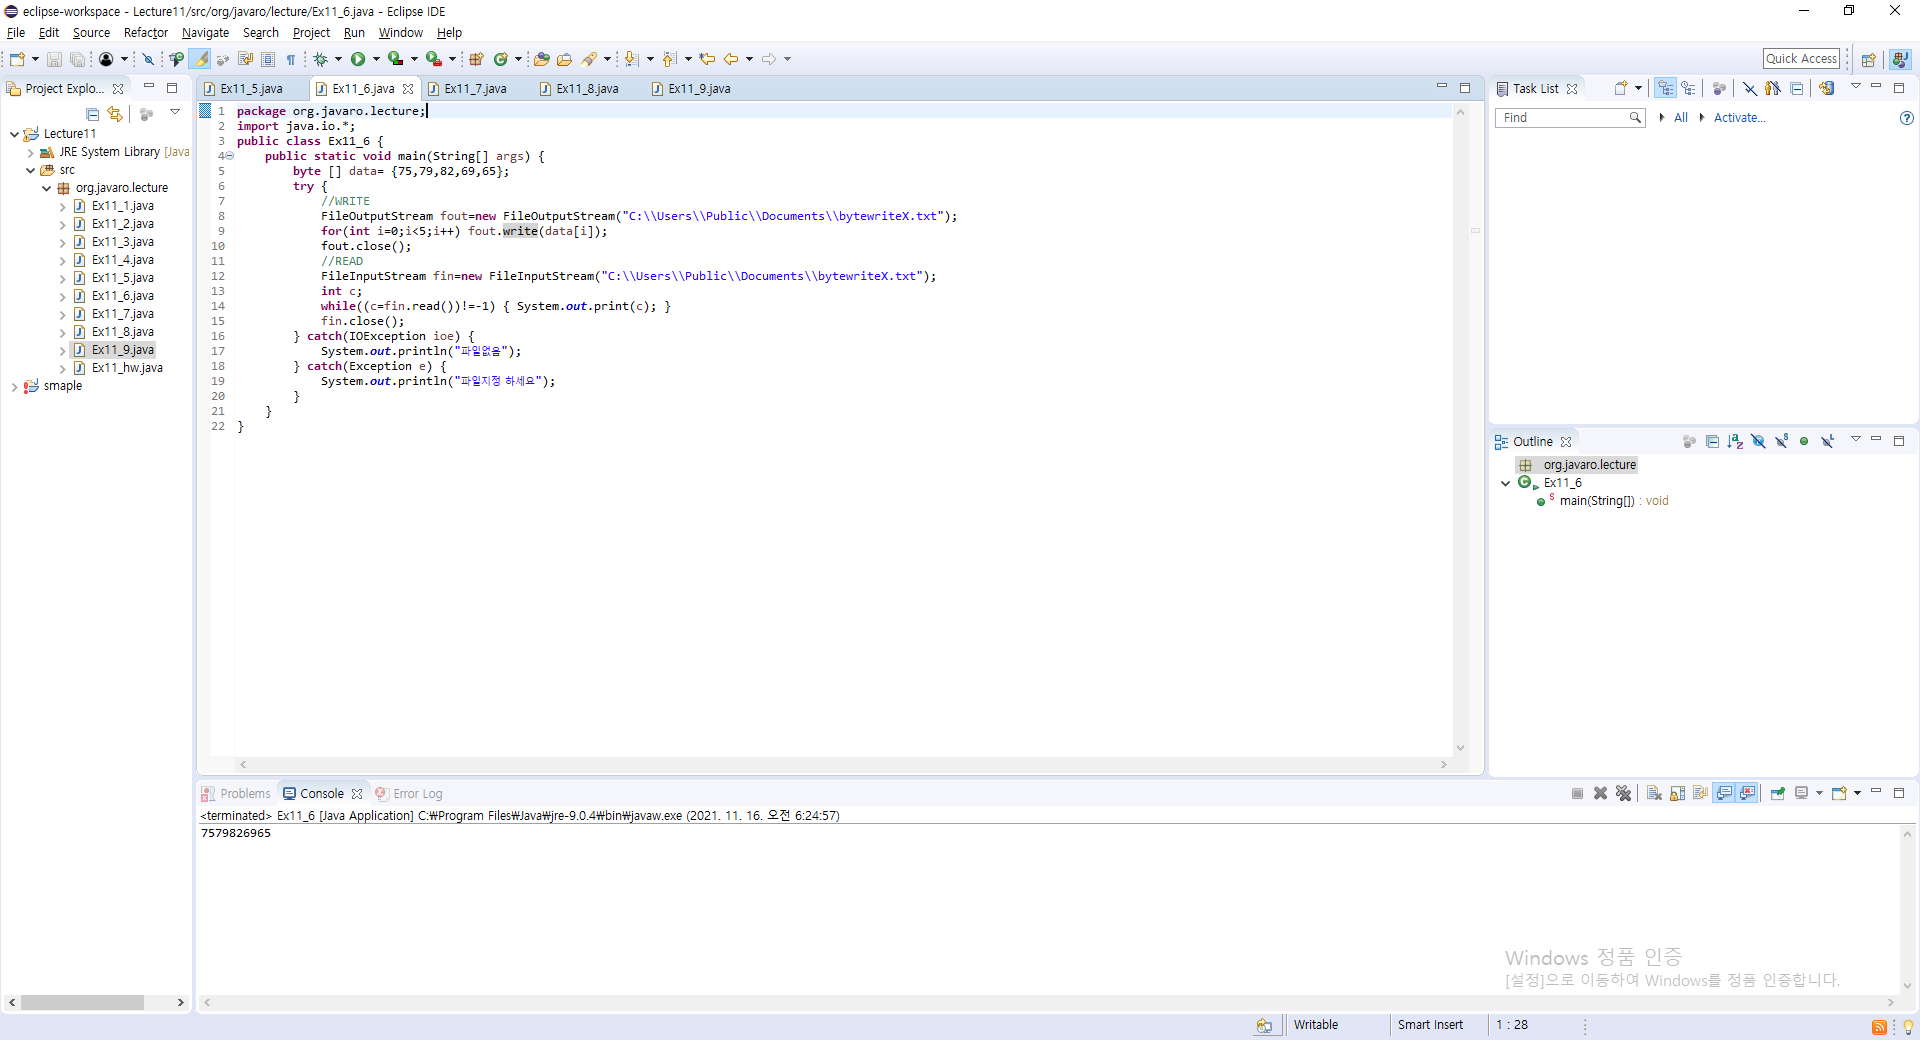 eclipse-workspace - Lecture11/src/org/javaro/lecture/Ex11_6.java - Eclipse IDE
File Edit Source Refactor Navigate Search Project Run Window Help
Quick Access
Project Explo...
Lecture11
JRE System Library [Java
src
org.javaro.lecture
Ex11_1.java
Ex11_2.java
Ex11_3.java
Ex11_4.java
Ex11_5.java
Ex11_6.java
Ex11_7.java
Ex11_8.java
Ex11_9.java
Ex11_hw.java
smaple
Ex11_5.java Ex11_6.java Ex11_7.java Ex11_8.java Ex11_9.java
1 package org.javaro.lecture;
2 import java.io.*;
3 public class Ex11_6 {
4 public static void main(String[] args) {
5 byte [] data= {75,79,82,69,65};
6 try {
7 //WRITE
8 FileOutputStream fout=new FileOutputStream("C:\\Users\\Public\\Documents\\bytewriteX.txt");
9 for(int i=0;i<5;i++) fout.write(data[i]);
10 fout.close();
11 //READ
12 FileInputStream fin=new FileInputStream("C:\\Users\\Public\\Documents\\bytewriteX.txt");
13 int c;
14 while((c=fin.read())!=-1) { System.out.print(c); }
15 fin.close();
16 } catch(IOException ioe) {
17 System.out.println("파일없음");
18 } catch(Exception e) {
19 System.out.println("파일지정 하세요");
20 }
21 }
22 }
Task List
Find
All
Activate...
Outline
org.javaro.lecture
Ex11_6
main(String[]) : void
Problems Console Error Log
<terminated> Ex11_6 [Java Application] C:₩Program Files₩Java₩jre-9.0.4₩bin₩javaw.exe (2021. 11. 16. 오전 6:24:57)
7579826965
Windows 정품 인증
[설정]으로 이동하여 Windows를 정품 인증합니다.
Writable Smart Insert 1 : 28